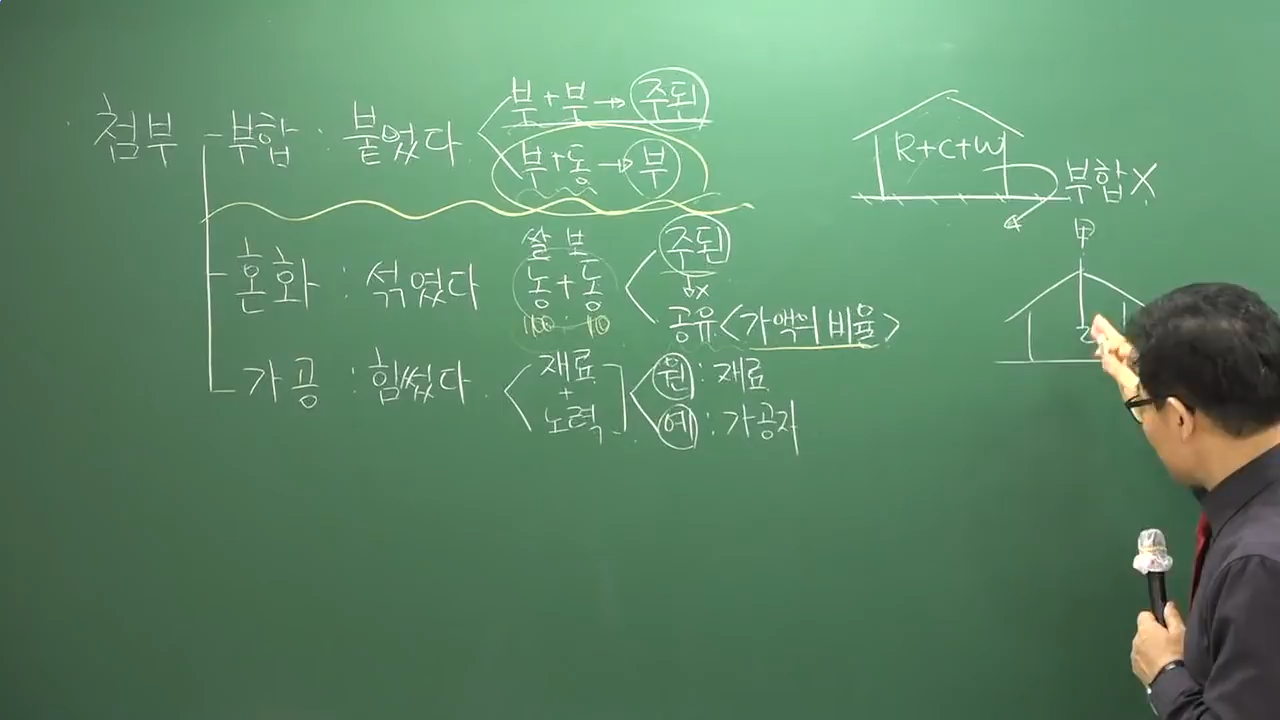 첨부 - 부합 : 붙였다 < 부+부 → 주된
부+동 → 부
혼화 : 섞였다
쌀 보
동+동
100 10
< 주된
공유 <가액의 비율>
가공 : 힘썼다 < 재료
+
노력
< 원 : 재료
예 : 가공자
R+C+W
부합 X
甲